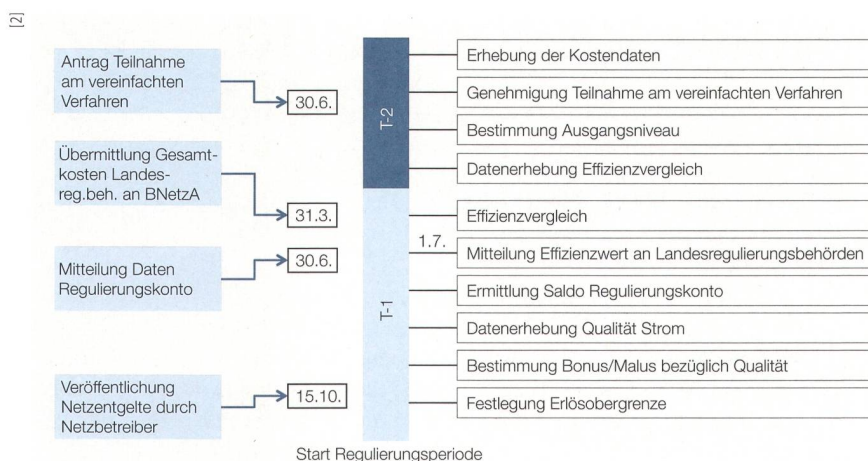 [2]
Antrag Teilnahme
am vereinfachten
Verfahren
30.6.
Übermittlung Gesamt-
kosten Landes-
reg.beh. an BNetzA
31.3.
Mitteilung Daten
Regulierungskonto
30.6.
Veröffentlichung
Netzentgelte durch
Netzbetreiber
15.10.
T-2
T-1
Erhebung der Kostendaten
Genehmigung Teilnahme am vereinfachten Verfahren
Bestimmung Ausgangsniveau
Datenerhebung Effizienzvergleich
Effizienzvergleich
1.7.
Mitteilung Effizienzwert an Landesregulierungsbehörden
Ermittlung Saldo Regulierungskonto
Datenerhebung Qualität Strom
Bestimmung Bonus/Malus bezüglich Qualität
Festlegung Erlösobergrenze
Start Regulierungsperiode